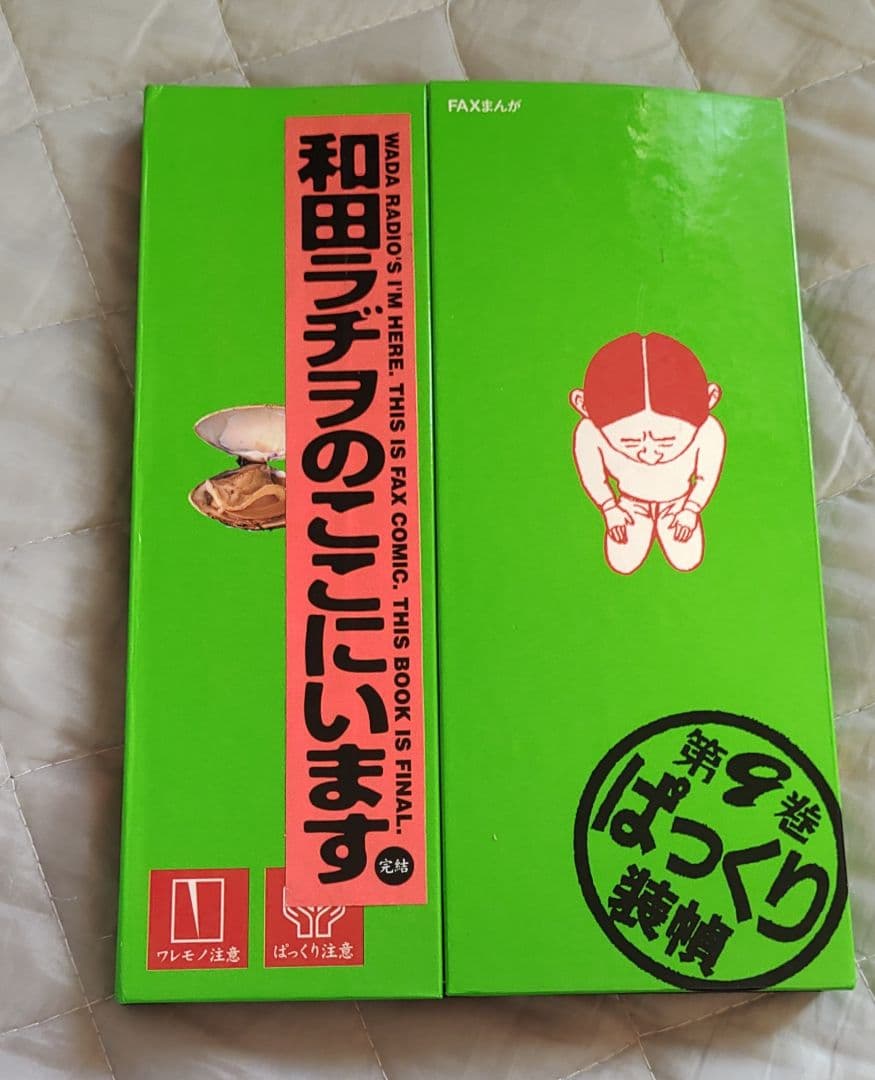 FAXまんが
WADA RADIO'S I'M HERE. THIS IS FAX COMIC. THIS BOOK IS FINAL.
和田ラヂヲのここにいます
完結
第9巻
ぱっくり
装幀
ワレモノ注意
ぱっくり注意